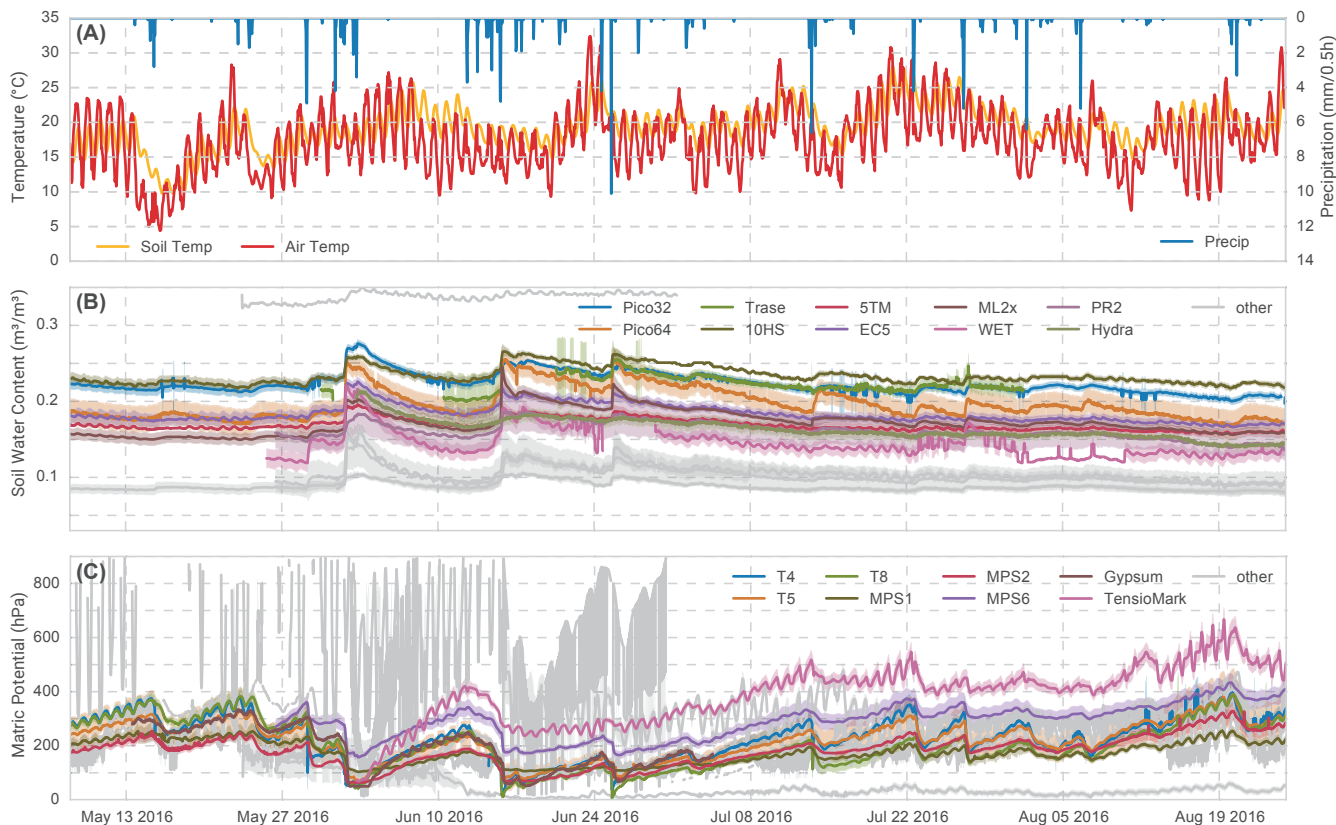 (A)
Temperature (°C)
35
30
25
20
15
10
5
0
Soil Temp
Air Temp
Precip
0
2
4
6
8
10
12
14
Precipitation (mm/0.5h)
(B)
Soil Water Content (m³/m³)
0.3
0.2
0.1
Pico32 Trase 5TM ML2x PR2 other
Pico64 10HS EC5 WET Hydra
(C)
Matric Potential (hPa)
800
600
400
200
0
T4 T8 MPS2 Gypsum other
T5 MPS1 MPS6 TensioMark
May 13 2016 May 27 2016 Jun 10 2016 Jun 24 2016 Jul 08 2016 Jul 22 2016 Aug 05 2016 Aug 19 2016